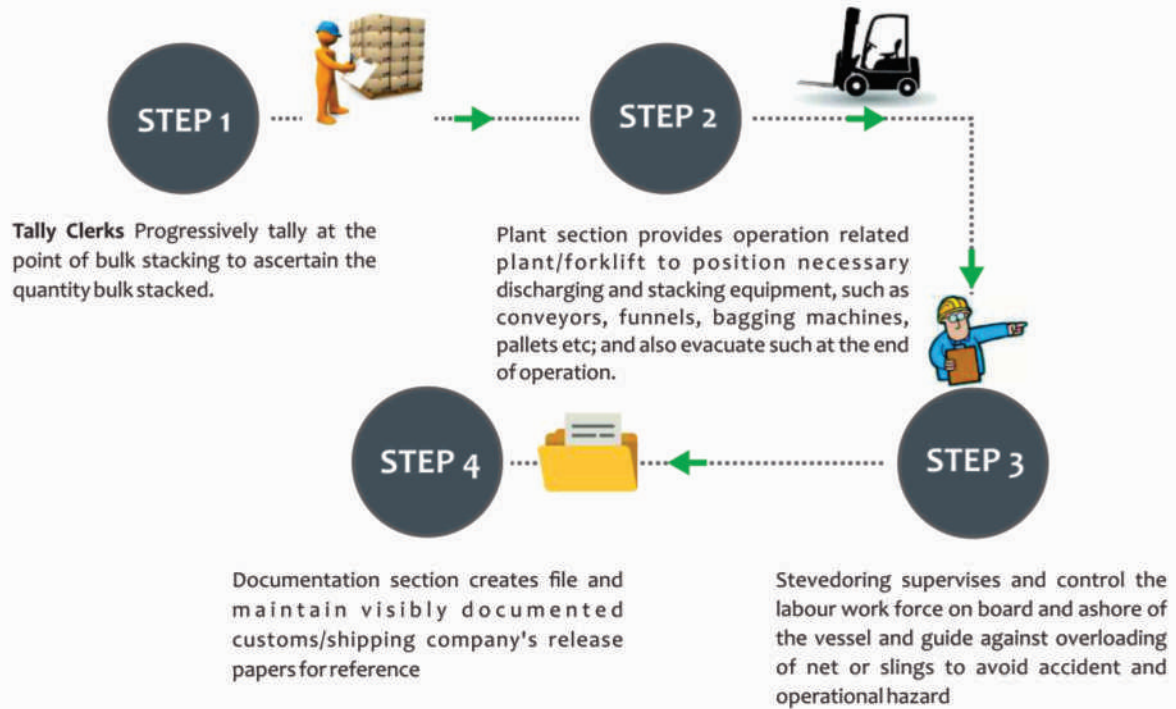 STEP 1
STEP 2
Tally Clerks Progressively tally at the
point of bulk stacking to ascertain the
quantity bulk stacked.
Plant section provides operation related
plant/forklift to position necessary
discharging and stacking equipment, such as
conveyors, funnels, bagging machines,
pallets etc; and also evacuate such at the end
of operation.
STEP 3
Stevedoring supervises and control the
labour work force on board and ashore of
the vessel and guide against overloading
of net or slings to avoid accident and
operational hazard
STEP 4
Documentation section creates file and
maintain visibly documented
customs/shipping company's release
papers for reference